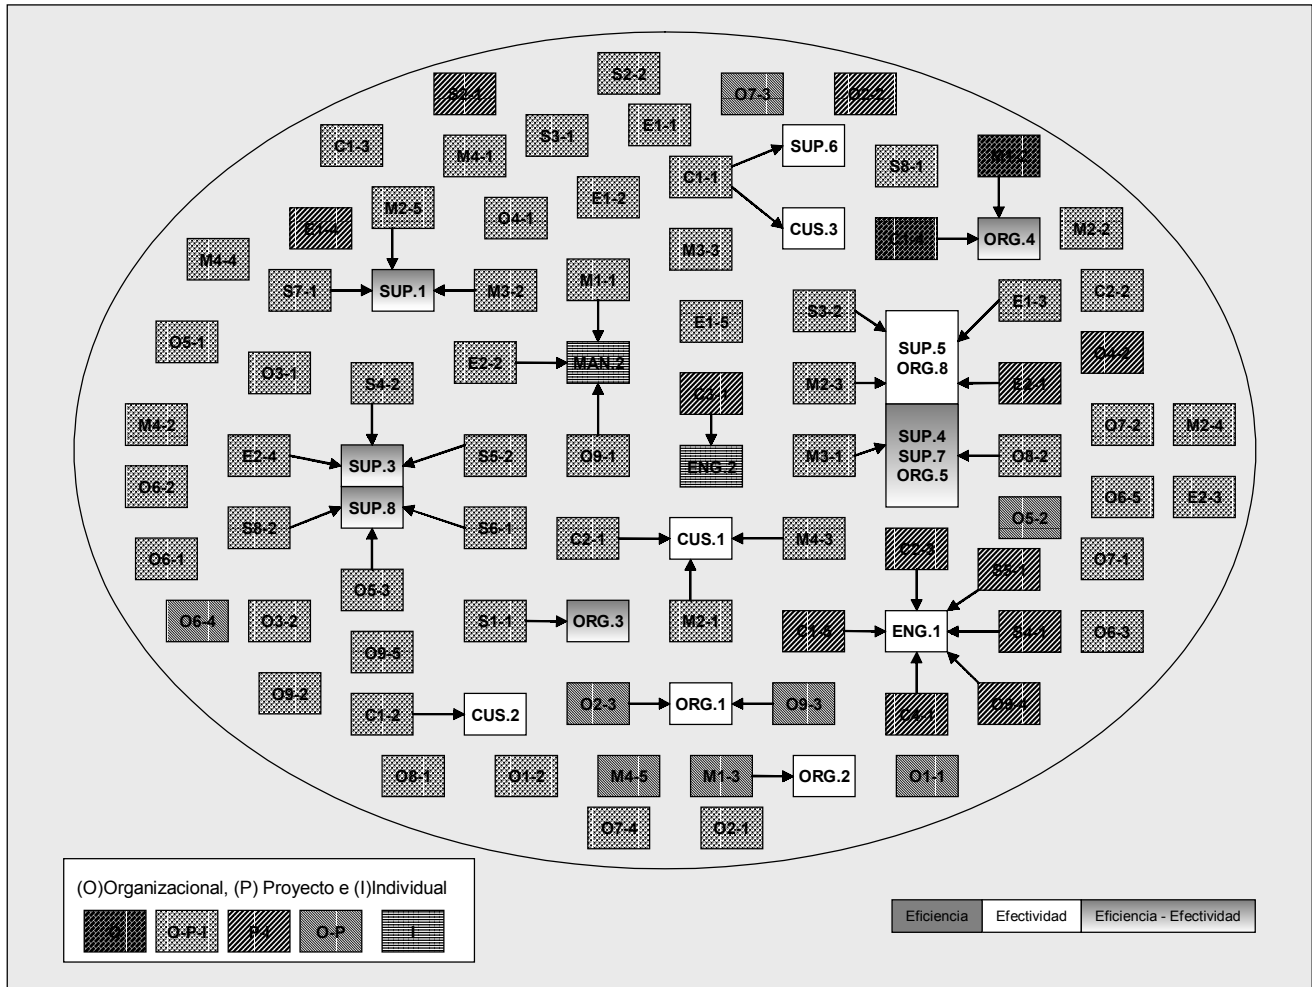 S2-2
S2-1
O7-3
O2-2
E1-1
S3-1
C1-3
M4-1
SUP.6
M1-2
S8-1
C1-1
E1-2
M2-5
O4-1
E1-4
CUS.3
C1-4
ORG.4
M2-2
M3-3
M4-4
S7-1
SUP.1
M3-2
M1-1
C2-2
E1-3
S3-2
E1-5
O5-1
SUP.5
ORG.8
O4-2
E2-2
MAN.2
O3-1
S4-2
M2-3
E2-1
C3-1
M4-2
O7-2
M2-4
E2-4
SUP.3
S5-2
O9-1
ENG.2
M3-1
SUP.4
SUP.7
ORG.5
O8-2
O6-2
SUP.8
O6-5
E2-3
O5-2
S8-2
S6-1
C2-1
CUS.1
M4-3
C2-3
O6-1
O7-1
S5-1
O5-3
O6-4
O3-2
S1-1
ORG.3
M2-1
C1-5
ENG.1
S4-1
O6-3
O9-5
O9-2
C1-2
CUS.2
O2-3
ORG.1
O9-3
C4-1
O9-4
O8-1
O1-2
M4-5
M1-3
ORG.2
O1-1
O7-4
O2-1
(O)Organizacional, (P) Proyecto e (I)Individual
O
O-P-I
P-I
O-P
I
Eficiencia
Efectividad
Eficiencia - Efectividad